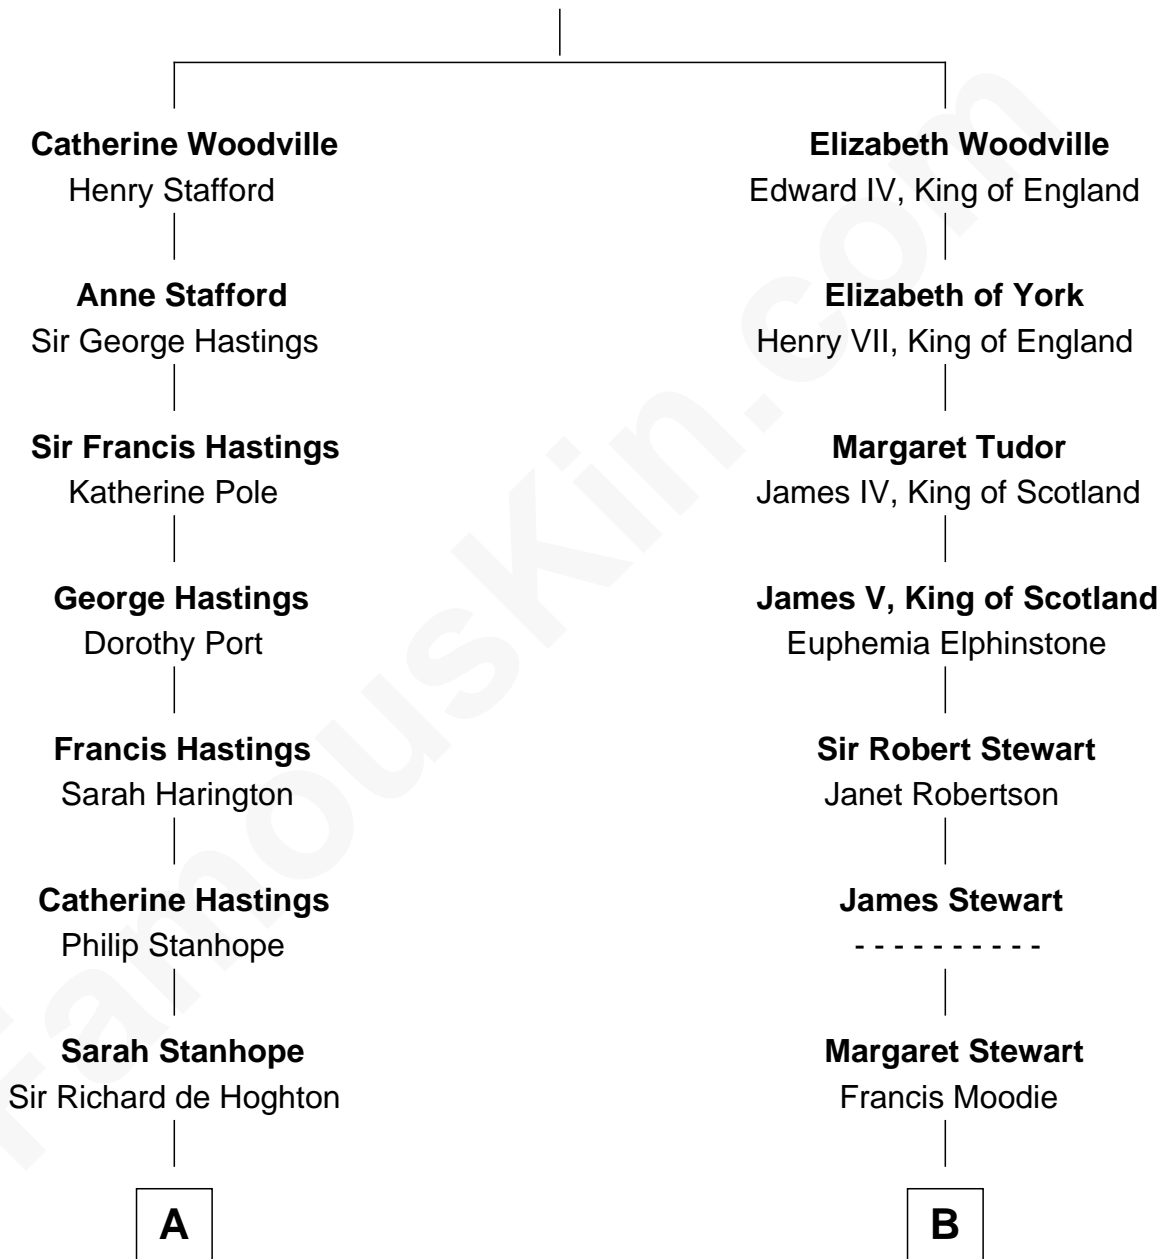 Catherine Woodville
Henry Stafford
Anne Stafford
Sir George Hastings
Sir Francis Hastings
Katherine Pole
George Hastings
Dorothy Port
Francis Hastings
Sarah Harington
Catherine Hastings
Philip Stanhope
Sarah Stanhope
Sir Richard de Hoghton
A
Elizabeth Woodville
Edward IV, King of England
Elizabeth of York
Henry VII, King of England
Margaret Tudor
James IV, King of Scotland
James V, King of Scotland
Euphemia Elphinstone
Sir Robert Stewart
Janet Robertson
James Stewart
- - - - - - - - - -
Margaret Stewart
Francis Moodie
B
FamousKin.com